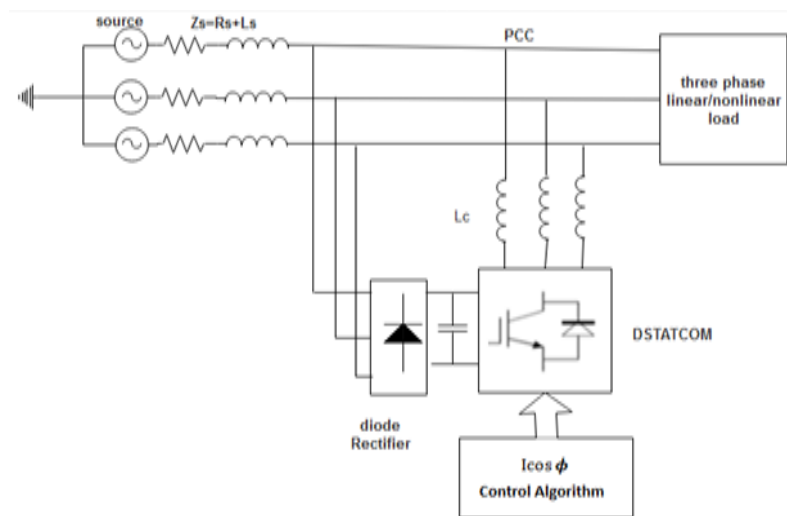 source
Zs=Rs+Ls
PCC
three phase
linear/nonlinear
load
Lc
DSTATCOM
diode
Rectifier
Icos ϕ
Control Algorithm